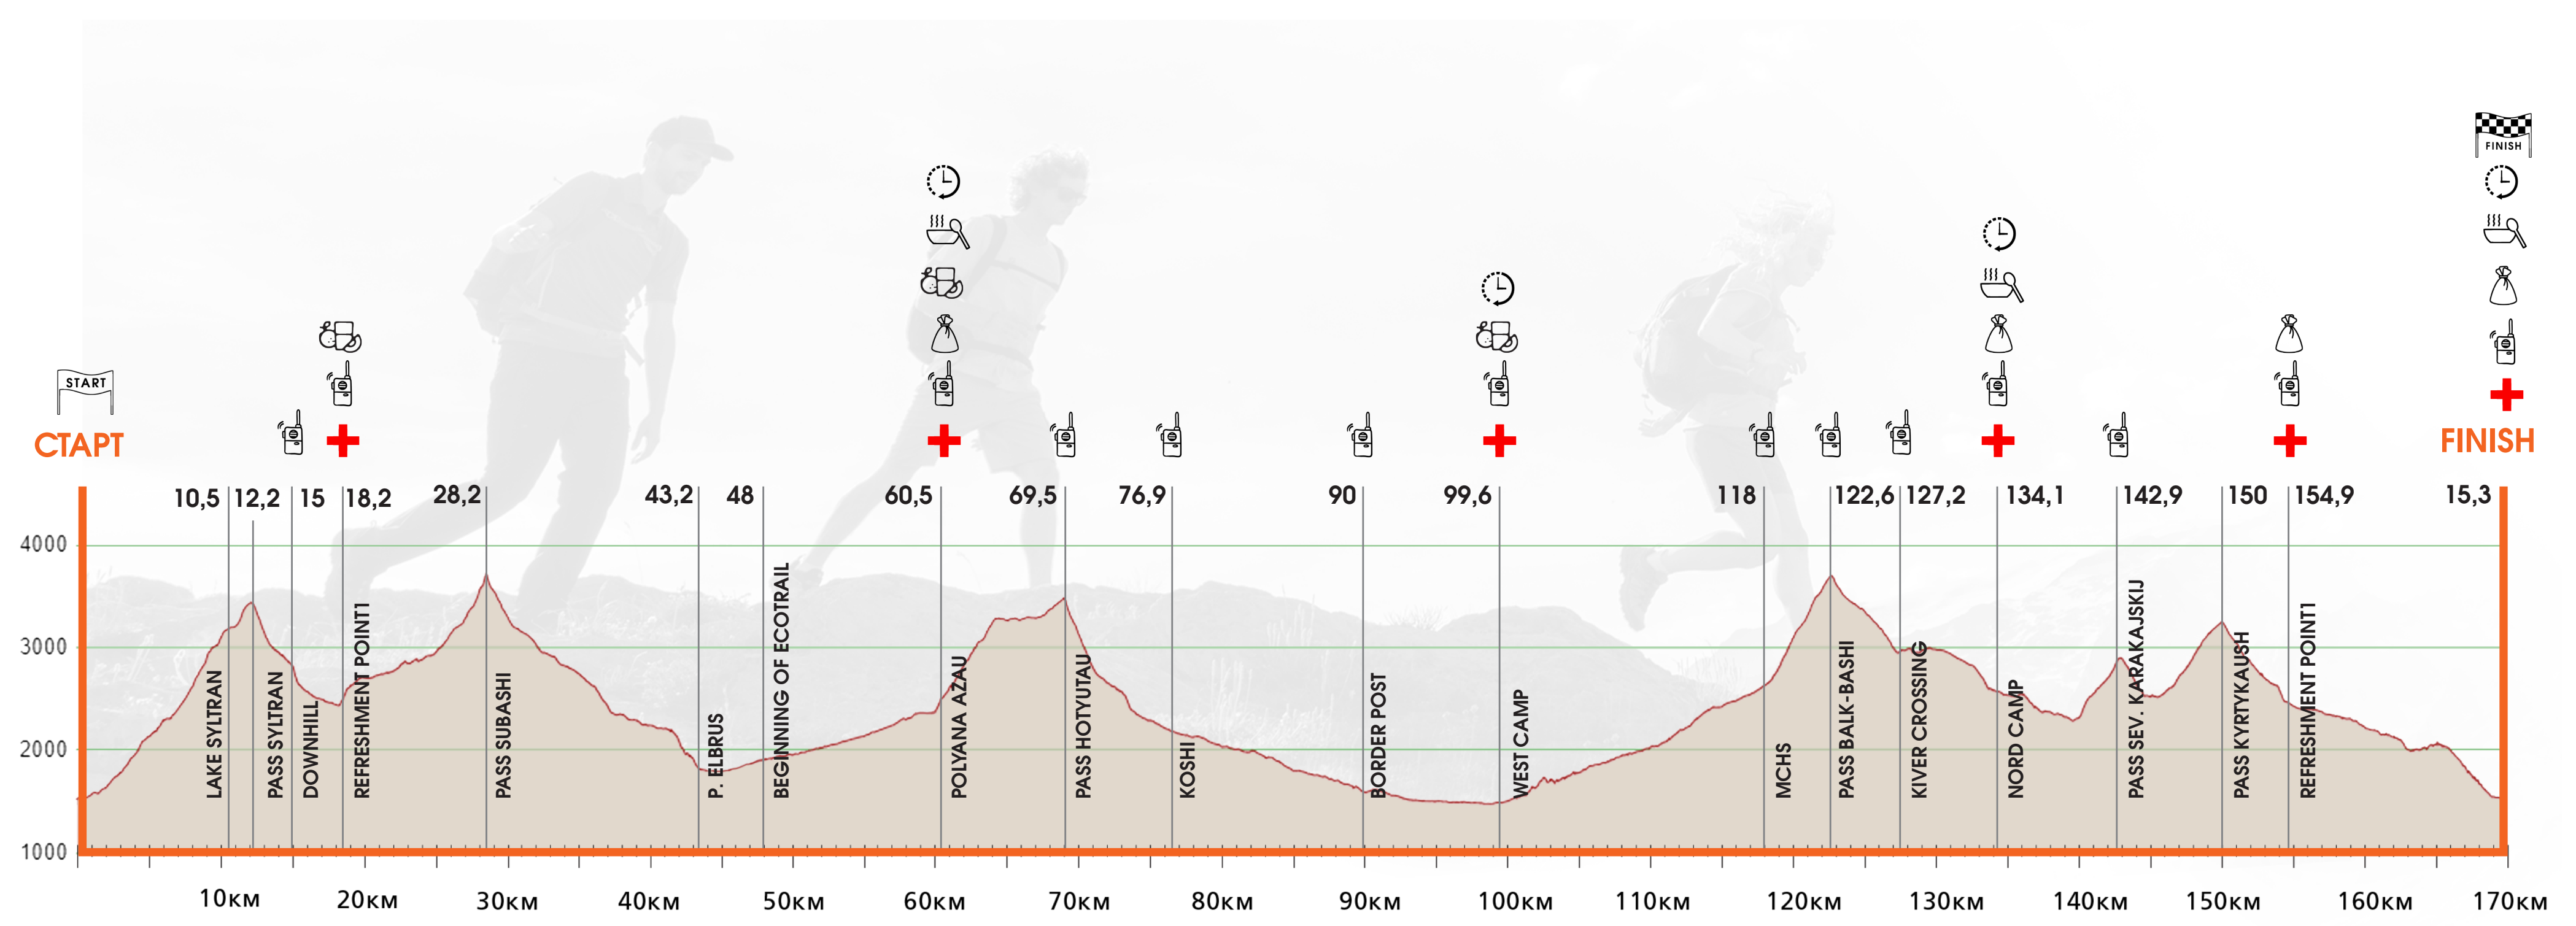 FINISH
START
СТАРТ
FINISH
10,5 12,2 15 18,2 28,2 43,2 48 60,5 69,5 76,9 90 99,6 118 122,6 127,2 134,1 142,9 150 154,9 15,3
4000
3000
2000
1000
LAKE SYLTRAN
PASS SYLTRAN
DOWNHILL
REFRESHMENT POINT1
PASS SUBASHI
P. ELBRUS
BEGINNING OF ECOTRAIL
POLYANA AZAU
PASS HOTYUTAU
KOSHI
BORDER POST
WEST CAMP
MCHS
PASS BALK-BASHI
KIVER CROSSING
NORD CAMP
PASS SEV. KARAKAJSKIJ
PASS KYRTYKAUSH
REFRESHMENT POINT1
10км 20км 30км 40км 50км 60км 70км 80км 90км 100км 110км 120км 130км 140км 150км 160км 170км